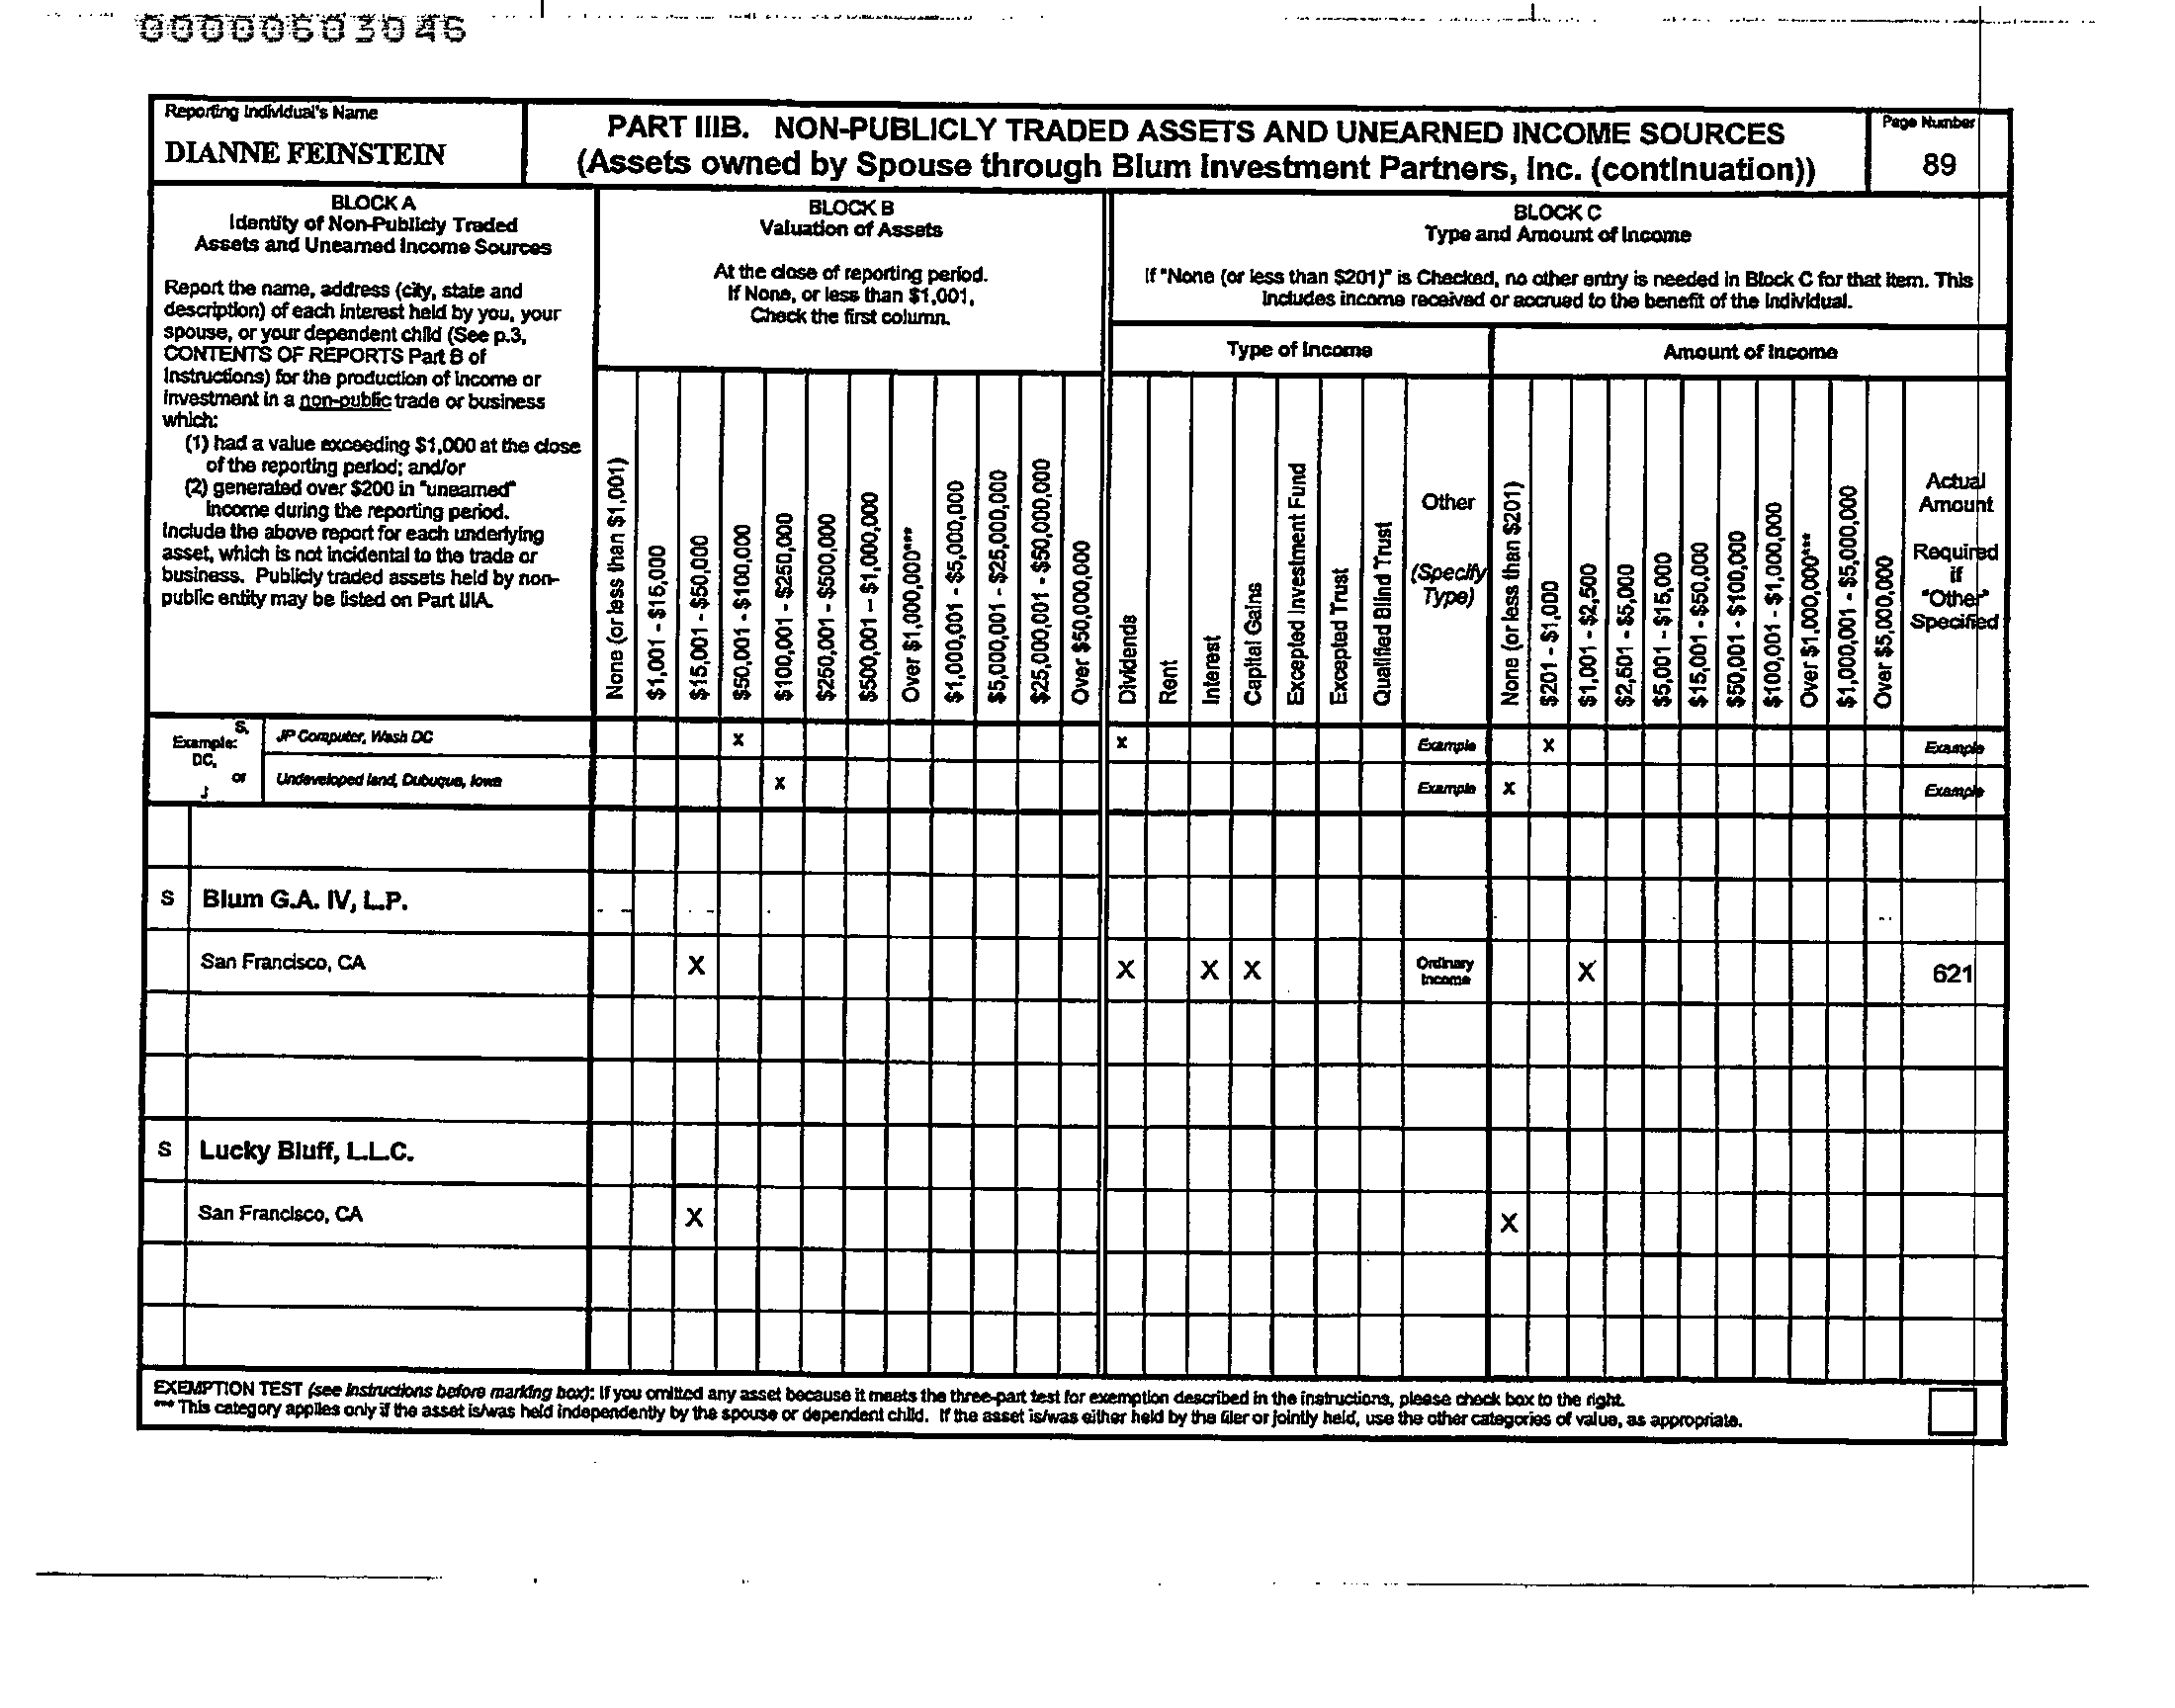 00000603046
Reporting Individual's Name
DIANNE FEINSTEIN
PART IIIB. NON-PUBLICLY TRADED ASSETS AND UNEARNED INCOME SOURCES
(Assets owned by Spouse through Blum Investment Partners, Inc. (continuation))
Page Number
89
BLOCK A
Identity of Non-Publicly Traded
Assets and Unearned Income Sources
Report the name, address (city, state and
description) of each interest held by you, your
spouse, or your dependent child (See p.3,
CONTENTS OF REPORTS Part B of
Instructions) for the production of income or
investment in a non-public trade or business
which:
(1) had a value exceeding $1,000 at the close
of the reporting period; and/or
(2) generated over $200 in "unearned"
income during the reporting period.
Include the above report for each underlying
asset, which is not incidental to the trade or
business. Publicly traded assets held by non-
public entity may be listed on Part IIIA.
BLOCK B
Valuation of Assets
At the close of reporting period.
If None, or less than $1,001,
Check the first column.
None (or less than $1,001)
$1,001 - $15,000
$15,001 - $50,000
$50,001 - $100,000
$100,001 - $250,000
$250,001 - $500,000
$500,001 – $1,000,000
Over $1,000,000***
$1,000,001 - $5,000,000
$5,000,001 - $25,000,000
$25,000,001 - $50,000,000
Over $50,000,000
BLOCK C
Type and Amount of Income
If "None (or less than $201)" is Checked, no other entry is needed in Block C for that item. This
includes income received or accrued to the benefit of the individual.
Type of Income
Amount of Income
Dividends
Rent
Interest
Capital Gains
Excepted Investment Fund
Excepted Trust
Qualified Blind Trust
Other
(Specify
Type)
None (or less than $201)
$201 - $1,000
$1,001 - $2,500
$2,501 - $5,000
$5,001 - $15,000
$15,001 - $50,000
$50,001 - $100,000
$100,001 - $1,000,000
Over $1,000,000***
$1,000,001 - $5,000,000
Over $5,000,000
Actual
Amount
Required
if
"Other"
Specified
Example:
S,
DC,
or
J
JP Computer, Wash DC X X Example X Example
Undeveloped land, Dubuque, Iowa X Example X Example
S Blum G.A. IV, L.P.
San Francisco, CA X X X X Ordinary Income X 621
S Lucky Bluff, L.L.C.
San Francisco, CA X X
EXEMPTION TEST (see instructions before marking box): If you omitted any asset because it meets the three-part test for exemption described in the instructions, please check box to the right.
*** This category applies only if the asset is/was held independently by the spouse or dependent child. If the asset is/was either held by the filer or jointly held, use the other categories of value, as appropriate.